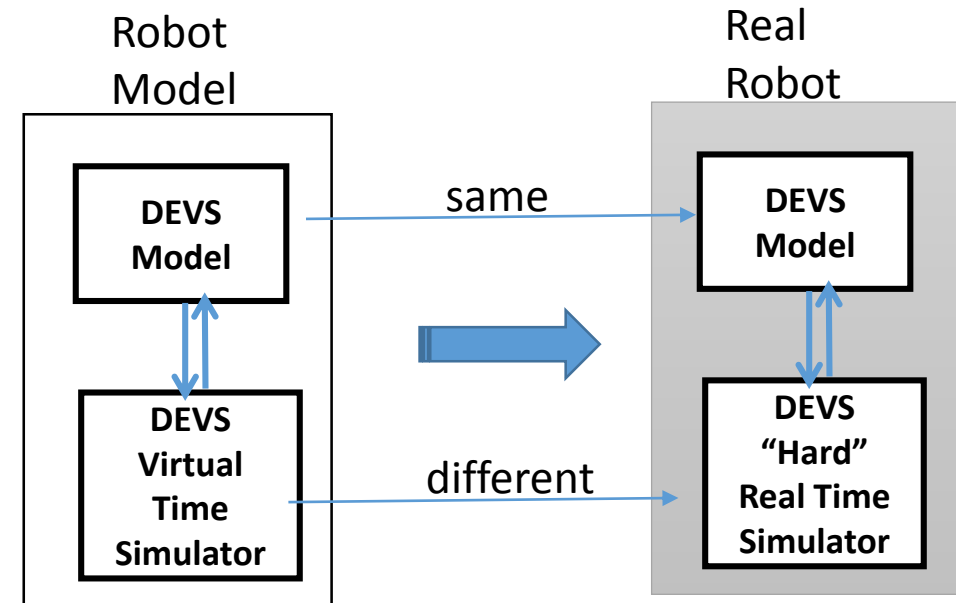 Robot
Model
Real
Robot
DEVS
Model
same
DEVS
Model
DEVS
Virtual
Time
Simulator
different
DEVS
“Hard”
Real Time
Simulator